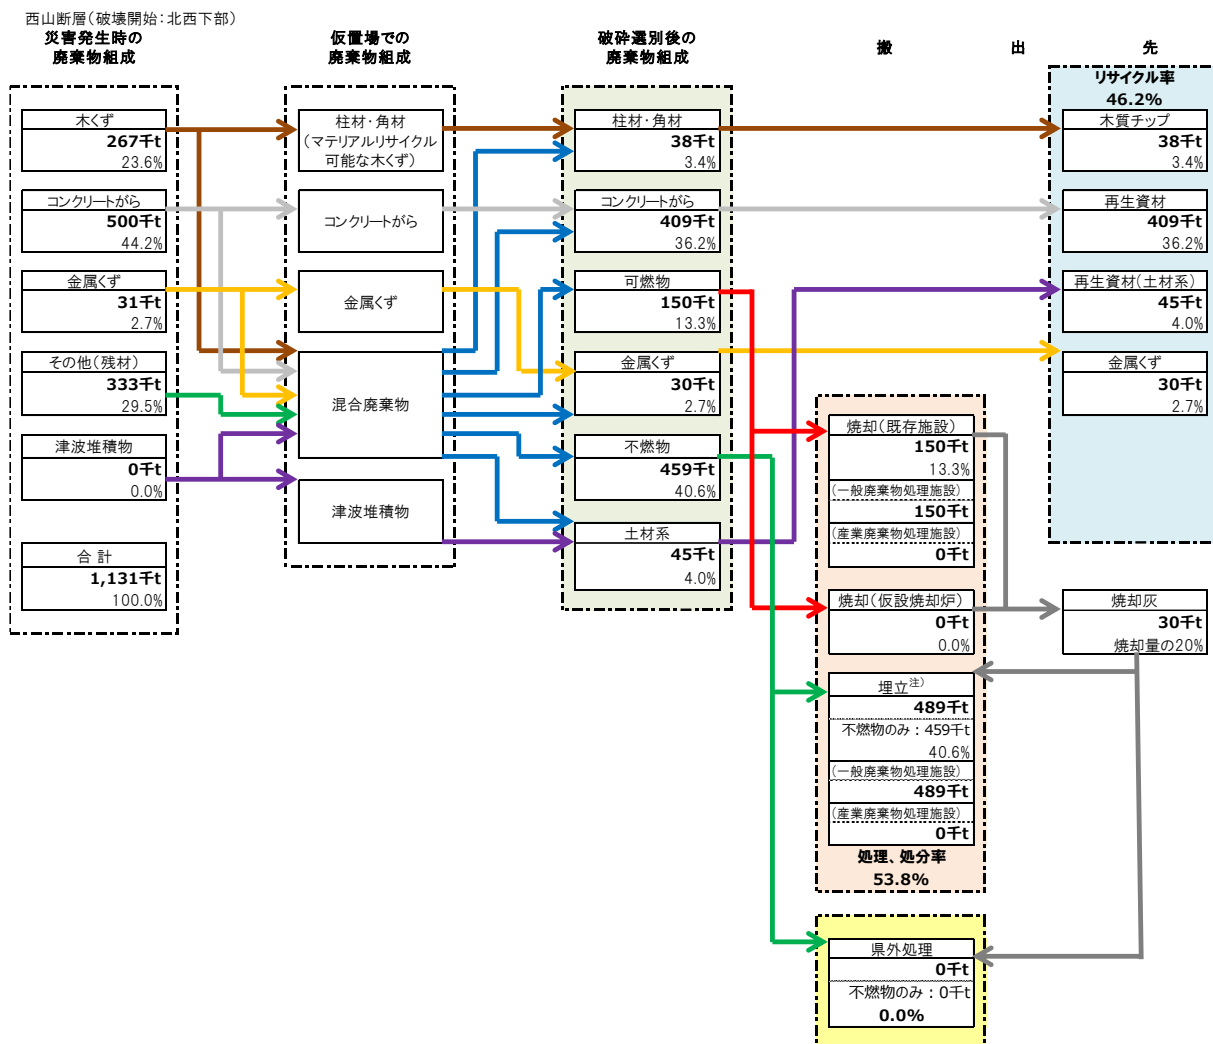 西山断層（破壊開始：北西下部）
災害発生時の
廃棄物組成
木くず
267千t
23.6%
コンクリートがら
500千t
44.2%
金属くず
31千t
2.7%
その他（残材）
333千t
29.5%
津波堆積物
0千t
0.0%
合 計
1,131千t
100.0%
仮置場での
廃棄物組成
柱材・角材
（マテリアルリサイクル
可能な木くず）
コンクリートがら
金属くず
混合廃棄物
津波堆積物
破砕選別後の
廃棄物組成
柱材・角材
38千t
3.4%
コンクリートがら
409千t
36.2%
可燃物
150千t
13.3%
金属くず
30千t
2.7%
不燃物
459千t
40.6%
土材系
45千t
4.0%
搬 出 先
焼却（既存施設）
150千t
13.3%
（一般廃棄物処理施設）
150千t
（産業廃棄物処理施設）
0千t
焼却（仮設焼却炉）
0千t
0.0%
埋立注）
489千t
不燃物のみ：459千t
40.6%
（一般廃棄物処理施設）
489千t
（産業廃棄物処理施設）
0千t
処理、処分率
53.8%
県外処理
0千t
不燃物のみ：0千t
0.0%
リサイクル率
46.2%
木質チップ
38千t
3.4%
再生資材
409千t
36.2%
再生資材（土材系）
45千t
4.0%
金属くず
30千t
2.7%
焼却灰
30千t
焼却量の20%